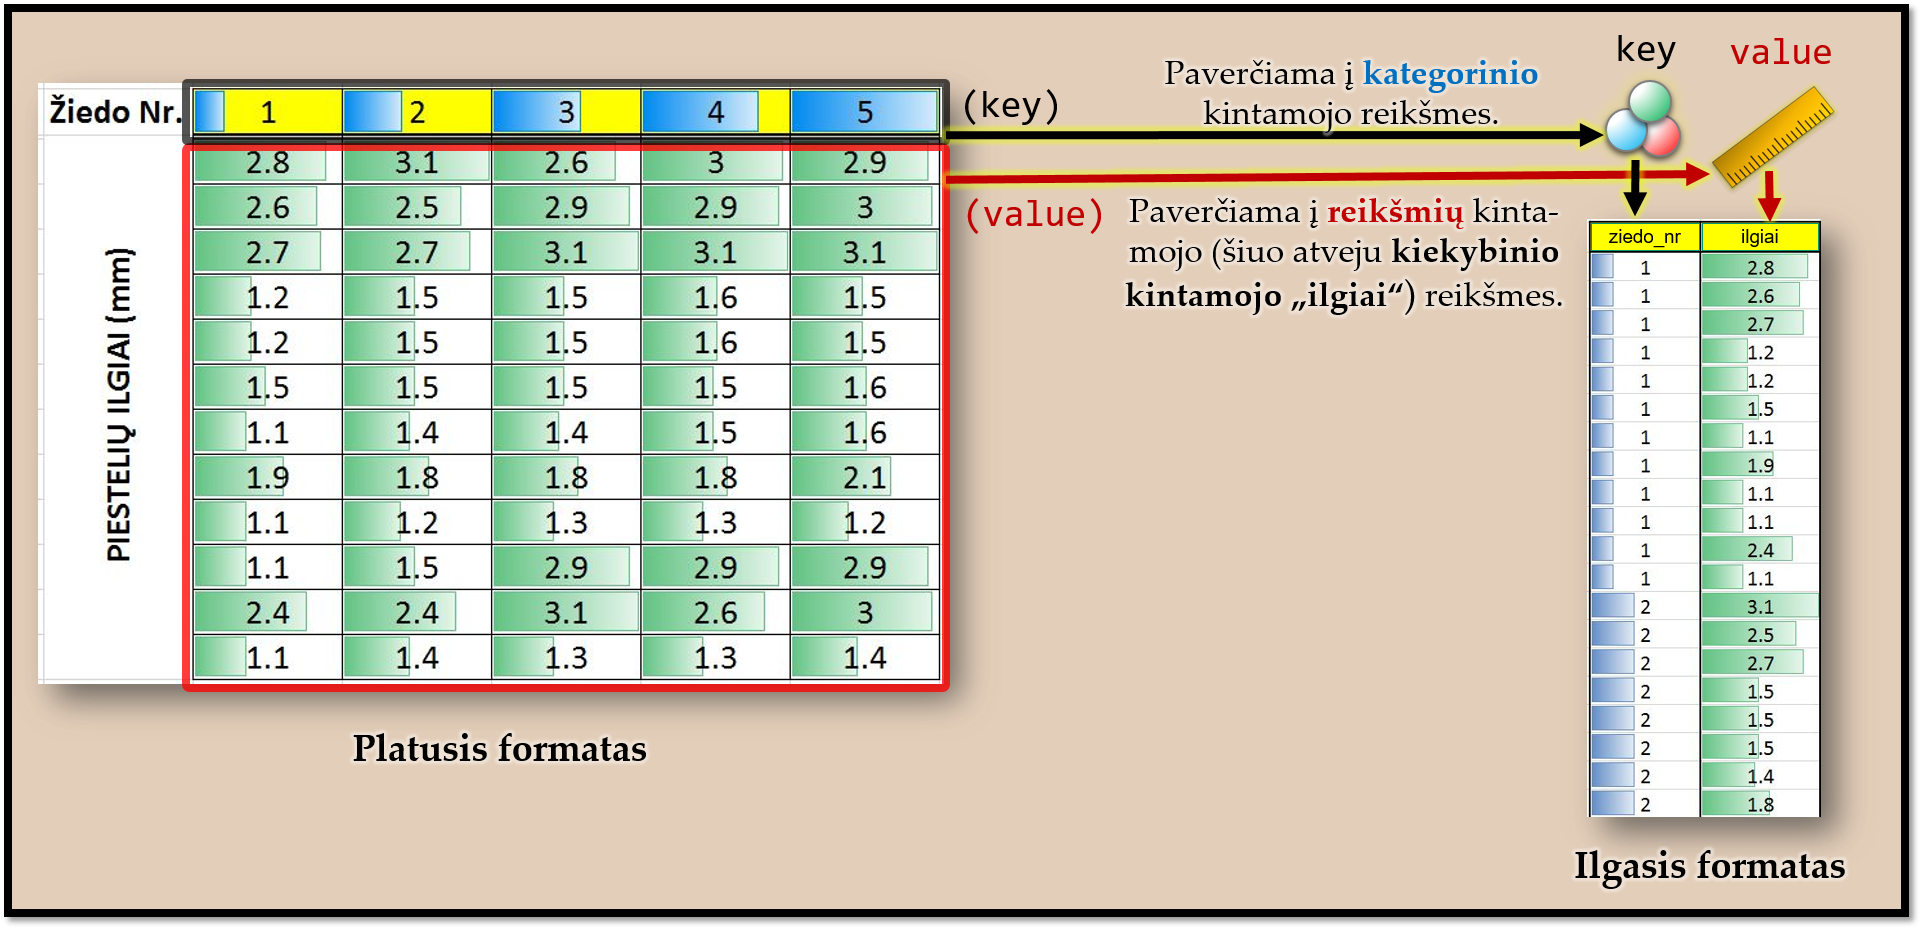 Žiedo Nr. 1 2 3 4 5
PIESTELIŲ ILGIAI (mm)
2.8 3.1 2.6 3 2.9
2.6 2.5 2.9 2.9 3
2.7 2.7 3.1 3.1 3.1
1.2 1.5 1.5 1.6 1.5
1.2 1.5 1.5 1.6 1.5
1.5 1.5 1.5 1.5 1.6
1.1 1.4 1.4 1.5 1.6
1.9 1.8 1.8 1.8 2.1
1.1 1.2 1.3 1.3 1.2
1.1 1.5 2.9 2.9 2.9
2.4 2.4 3.1 2.6 3
1.1 1.4 1.3 1.3 1.4
Platusis formatas
(key)
Paverčiama į kategorinio
kintamojo reikšmes.
(value)
Paverčiama į reikšmių kinta-
mojo (šiuo atveju kiekybinio
kintamojo „ilgiai“) reikšmes.
key value
ziedo_nr ilgiai
1 2.8
1 2.6
1 2.7
1 1.2
1 1.2
1 1.5
1 1.1
1 1.9
1 1.1
1 1.1
1 2.4
1 1.1
2 3.1
2 2.5
2 2.7
2 1.5
2 1.5
2 1.5
2 1.4
2 1.8
Ilgasis formatas